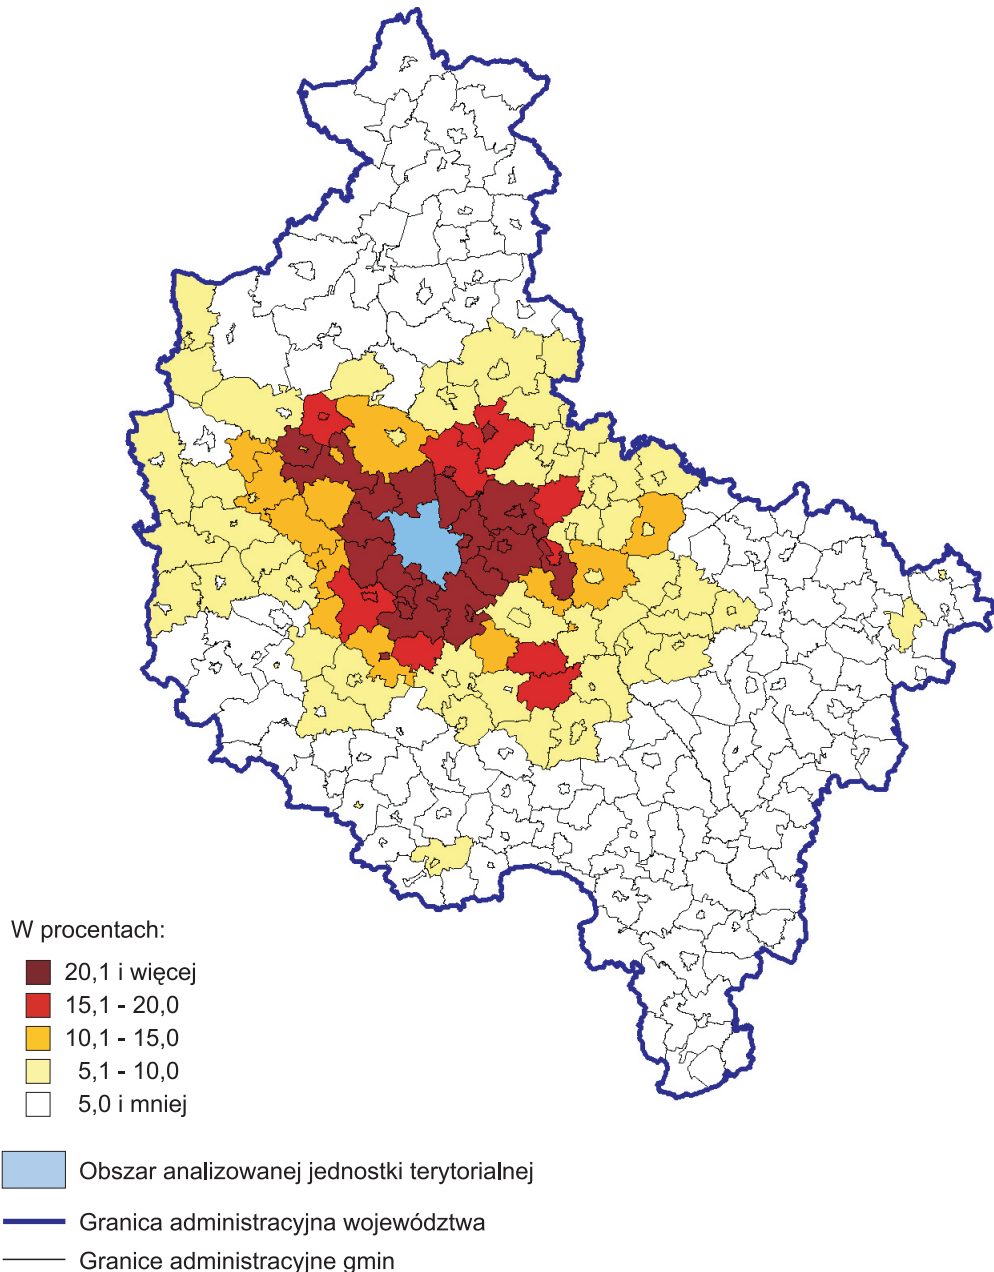 W procentach:
20,1 i więcej
15,1 - 20,0
10,1 - 15,0
5,1 - 10,0
5,0 i mniej
Obszar analizowanej jednostki terytorialnej
Granica administracyjna województwa
Granice administracyjne gmin